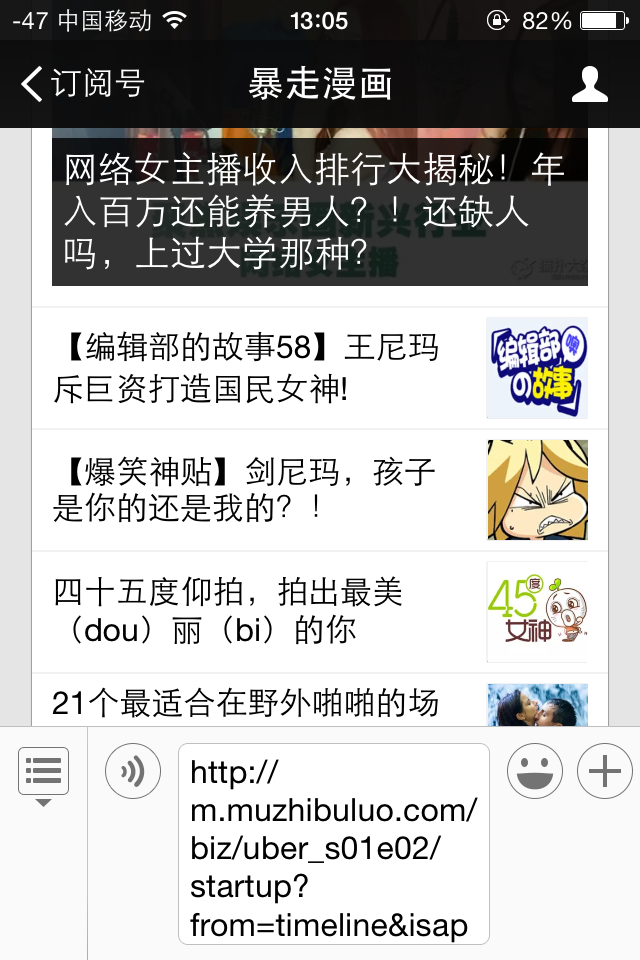 -47 中国移动 13:05 82%
订阅号 暴走漫画
网络女主播收入排行大揭秘！年
入百万还能养男人？！还缺人
吗，上过大学那种？
【编辑部的故事58】王尼玛
斥巨资打造国民女神!
编辑部
の故事
【爆笑神贴】剑尼玛，孩子
是你的还是我的？！
四十五度仰拍，拍出最美
（dou）丽（bi）的你
45度
女神
21个最适合在野外啪啪的场
http://
m.muzhibuluo.com/
biz/uber_s01e02/
startup?
from=timeline&isap